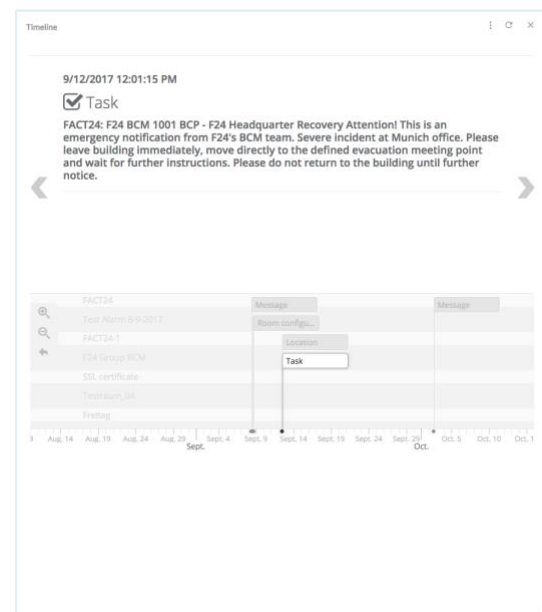 Timeline
9/12/2017 12:01:15 PM
Task
FACT24: F24 BCM 1001 BCP - F24 Headquarter Recovery Attention! This is an
emergency notification from F24's BCM team. Severe incident at Munich office. Please
leave building immediately, move directly to the defined evacuation meeting point
and wait for further instructions. Please do not return to the building until further
notice.
FACT24 Message Message
Test Alarm 8-9-2017 Room configu...
FACT24-1 Location
F24 Group BCM Task
SSL certificate
Freitag
Aug. 14 Aug. 19 Aug. 24 Aug. 29 Sept. 4 Sept. 9 Sept. 14 Sept. 19 Sept. 24 Sept. 29 Oct. 5 Oct. 10 Oct. 1
Sept. Oct.